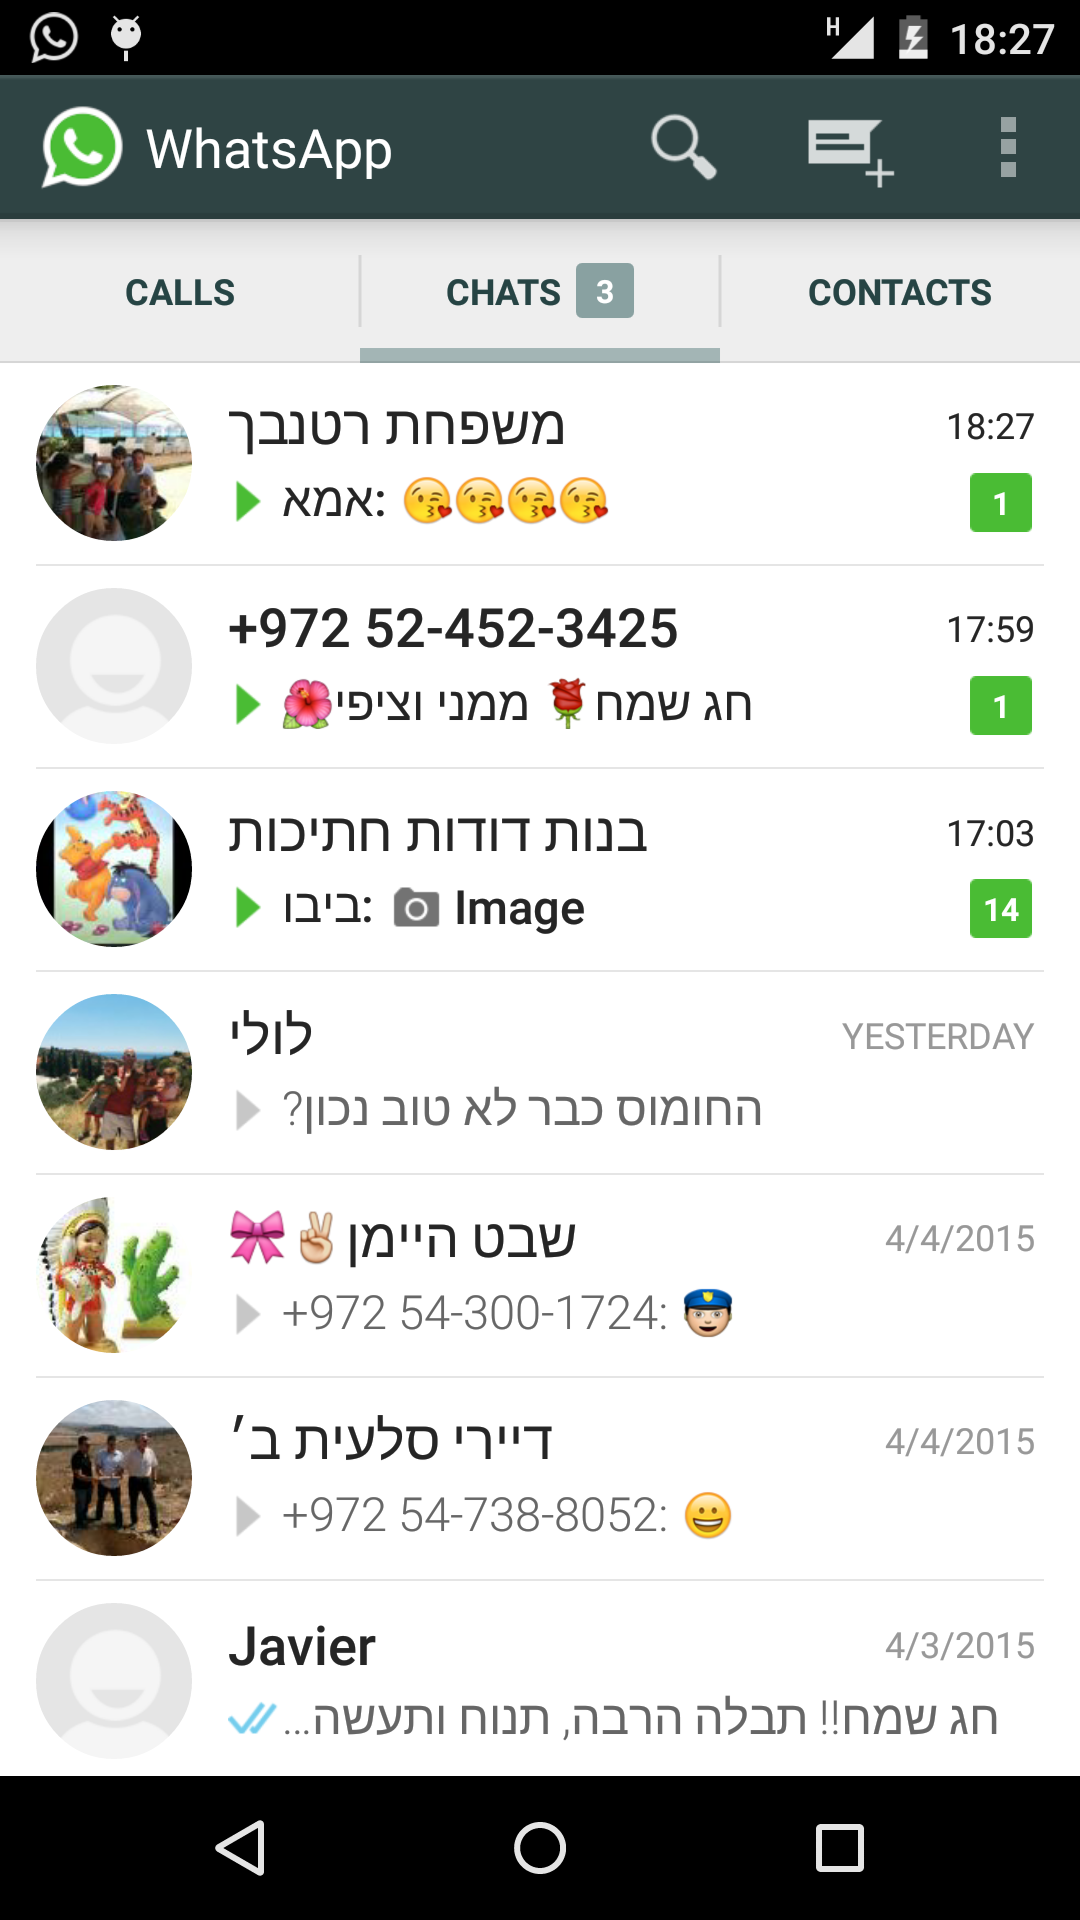 H 18:27
WhatsApp
CALLS
CHATS 3
CONTACTS
משפחת רטנבך 18:27
אמא: 😘😘😘😘 1
+972 52-452-3425 17:59
חג שמח🌹 ממני וציפי🌺 1
בנות דודות חתיכות 17:03
ביבו: Image 14
לולי YESTERDAY
החומוס כבר לא טוב נכון?
שבט היימן✌🎀 4/4/2015
+972 54-300-1724: 👮
דיירי סלעית ב׳ 4/4/2015
+972 54-738-8052: 😀
Javier 4/3/2015
חג שמח!! תבלה הרבה, תנוח ותעשה...